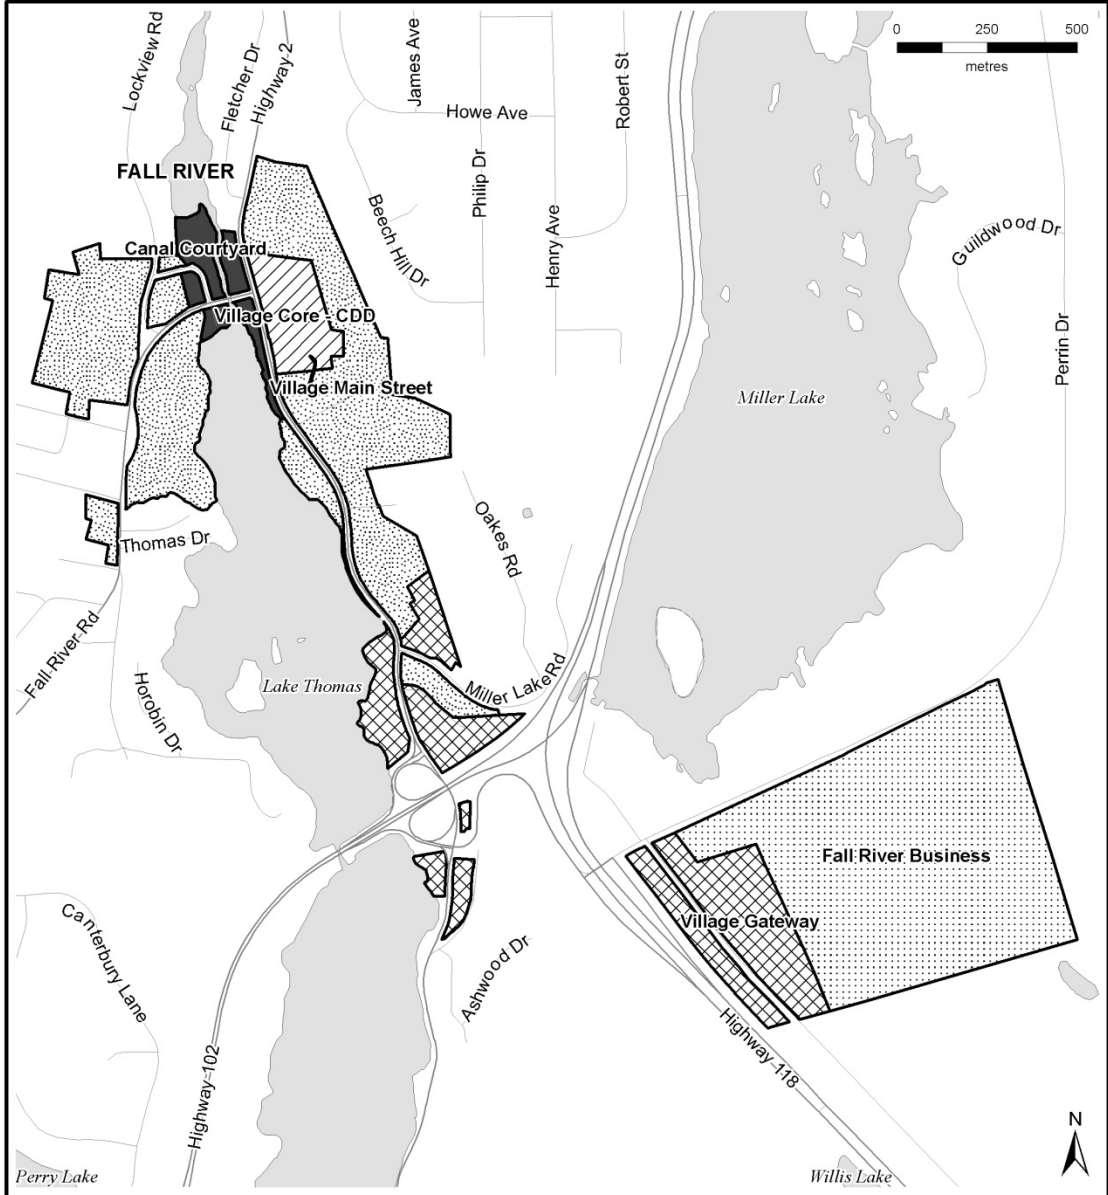 0 250 500
metres
Lockview Rd
Fletcher Dr
Highway 2
James Ave
Howe Ave
Robert St
FALL RIVER
Philip Dr
Beech Hill Dr
Henry Ave
Guildwood Dr
Canal Courtyard
Village Core - CDD
Perrin Dr
Village Main Street
Miller Lake
Oakes Rd
Thomas Dr
Fall River Rd
Lake Thomas
Miller Lake Rd
Horobin Dr
Fall River Business
Village Gateway
Canterbury Lane
Ashwood Dr
Highway 118
Highway 102
N
Perry Lake
Willis Lake